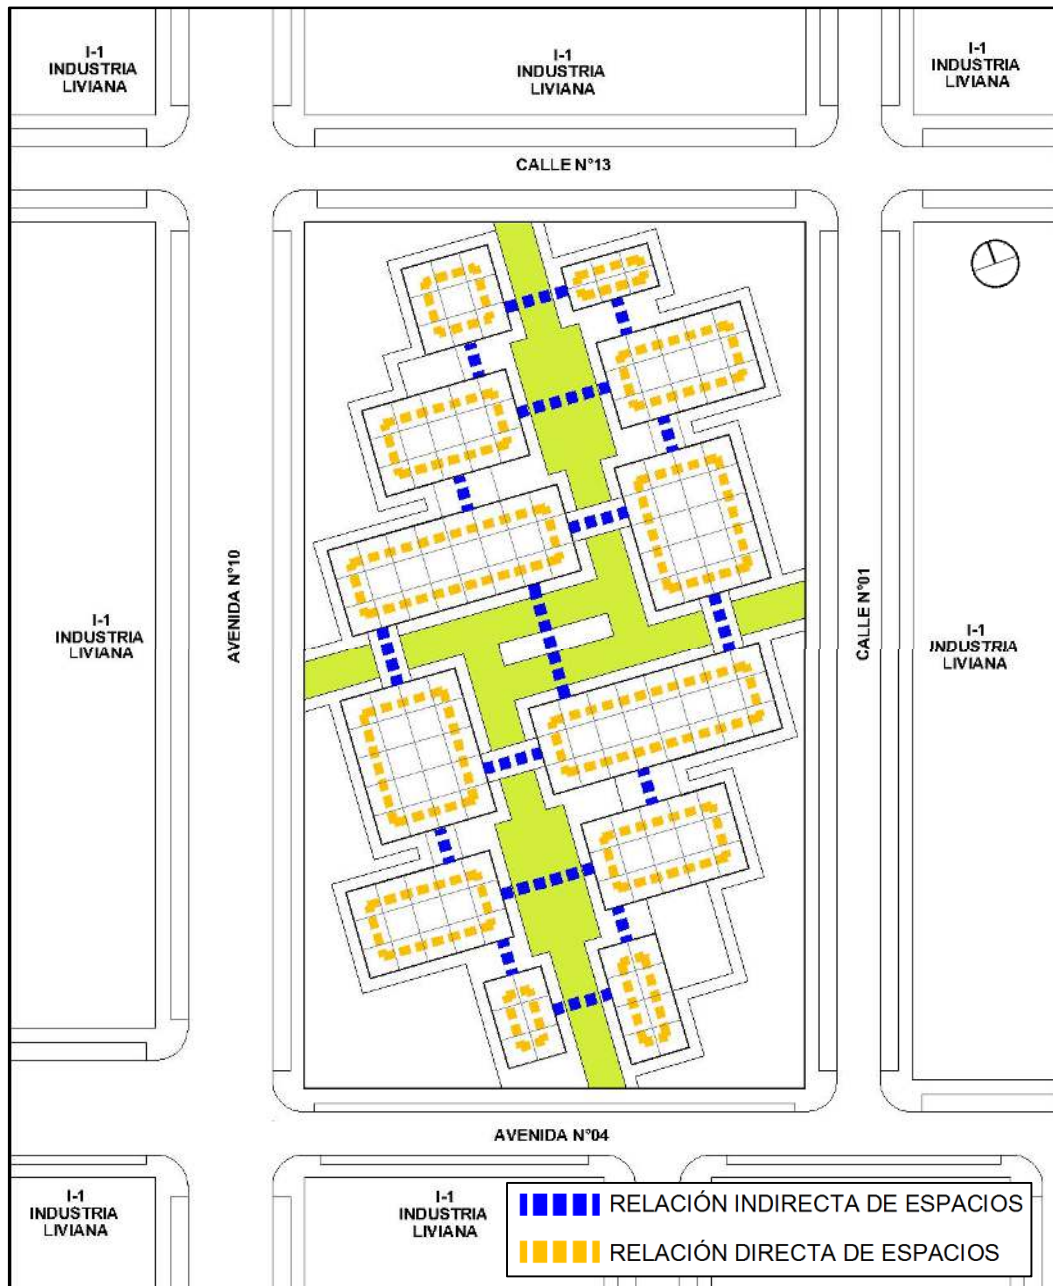 I-1
INDUSTRIA
LIVIANA
I-1
INDUSTRIA
LIVIANA
I-1
INDUSTRIA
LIVIANA
CALLE N°13
AVENIDA N°10
I-1
INDUSTRIA
LIVIANA
CALLE N°01
I-1
INDUSTRIA
LIVIANA
AVENIDA N°04
I-1
INDUSTRIA
LIVIANA
I-1
INDUSTRIA
LIVIANA
RELACIÓN INDIRECTA DE ESPACIOS
RELACIÓN DIRECTA DE ESPACIOS